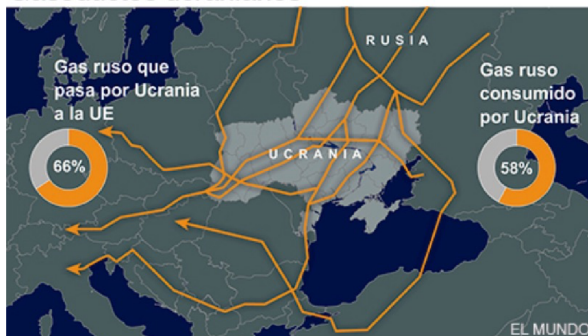 RUSIA
Gas ruso que
pasa por Ucrania
a la UE
66%
UCRANIA
Gas ruso
consumido
por Ucrania
58%
EL MUNDO